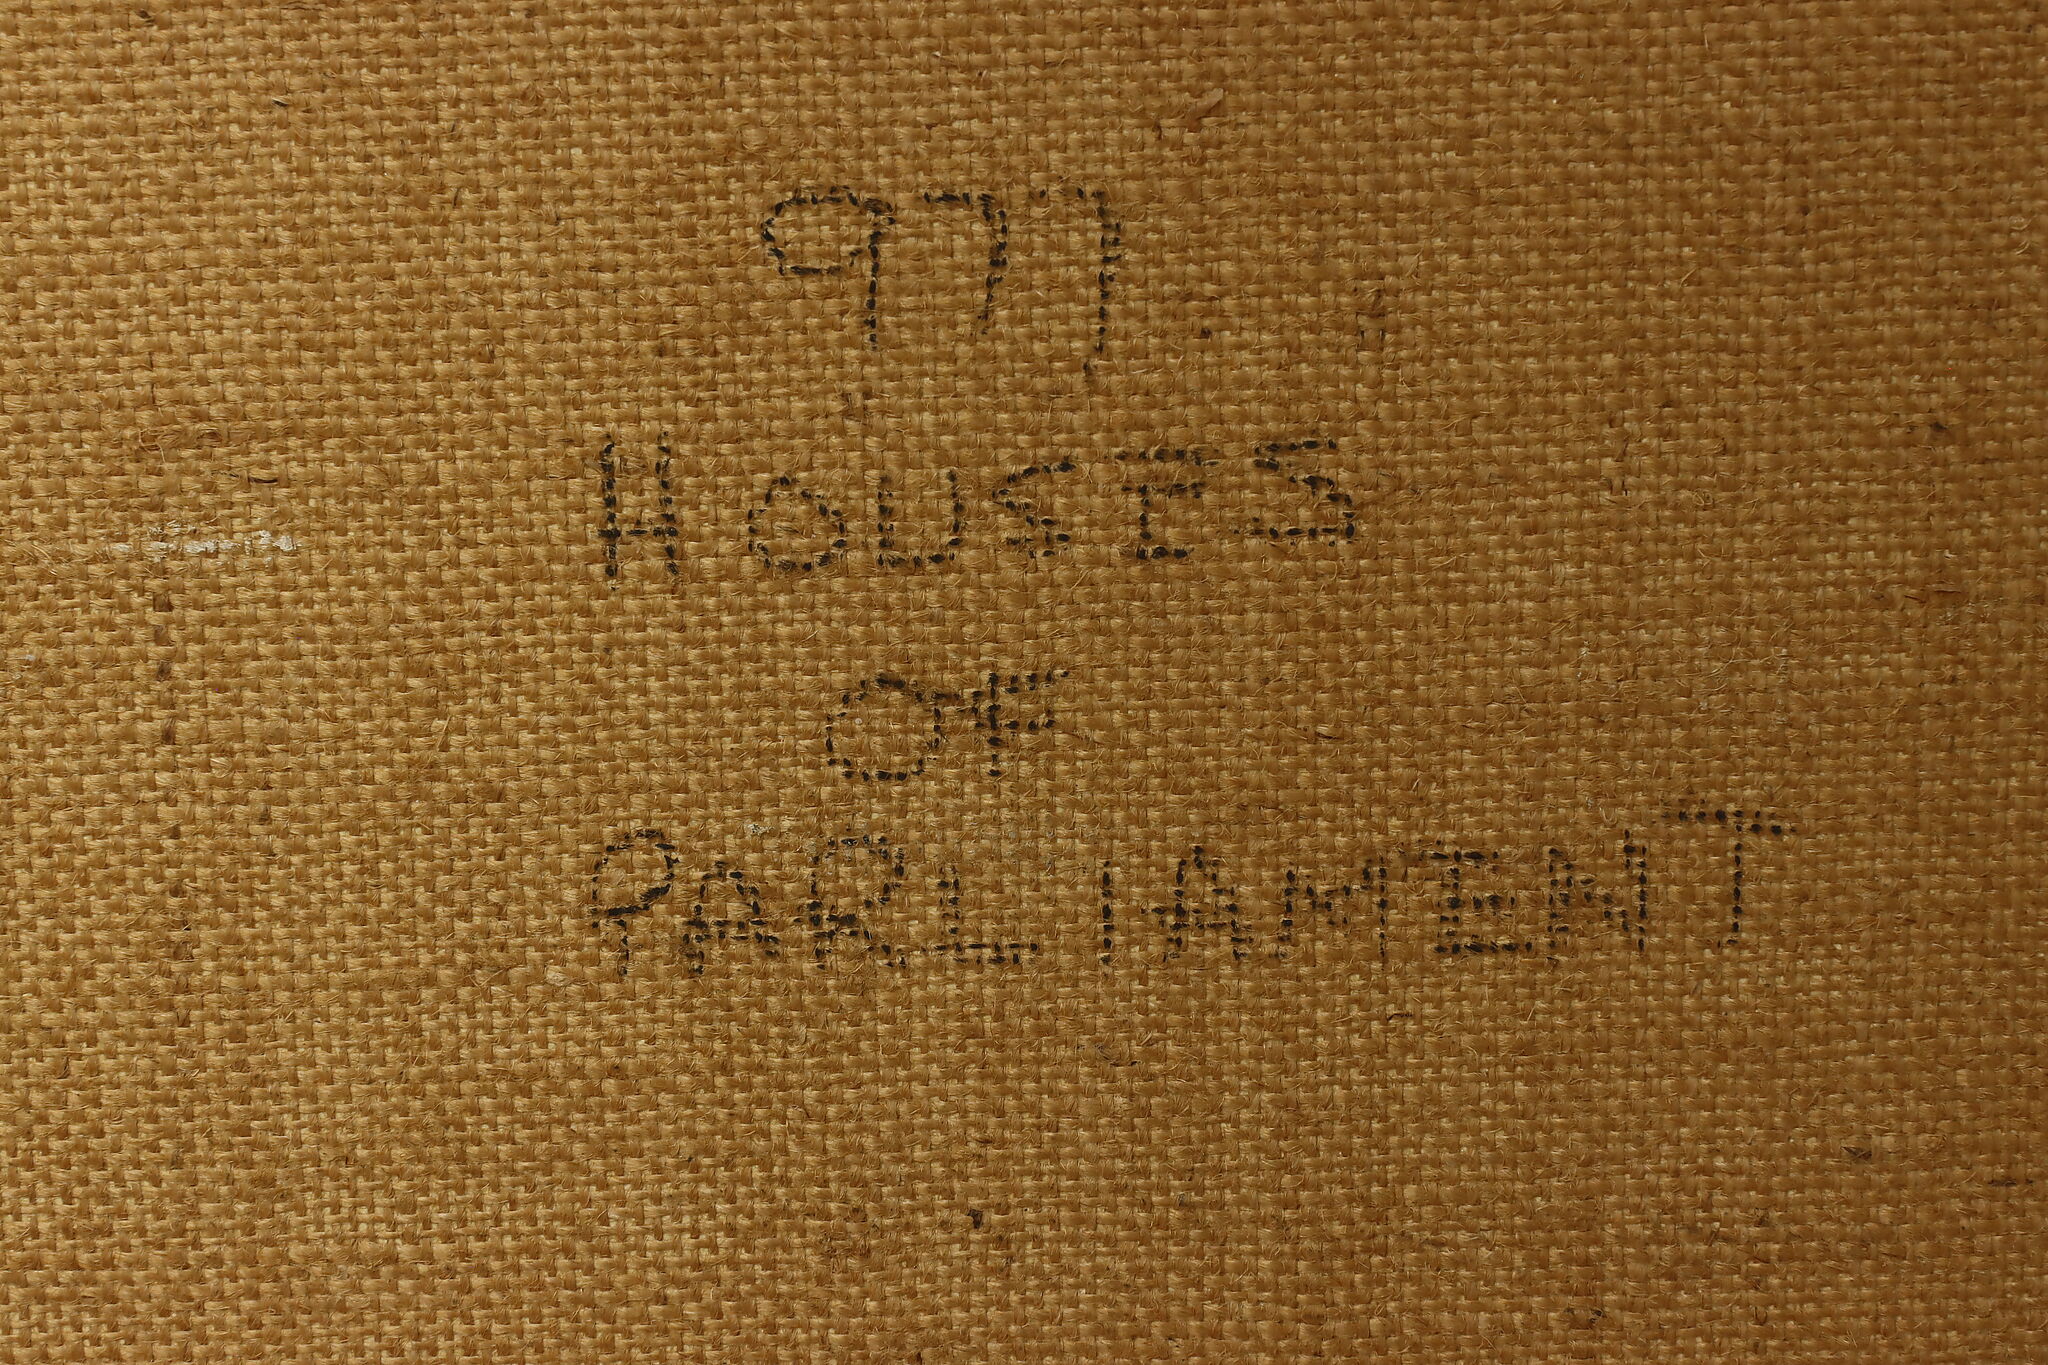 977
HOUSES
OF
PARLIAMENT